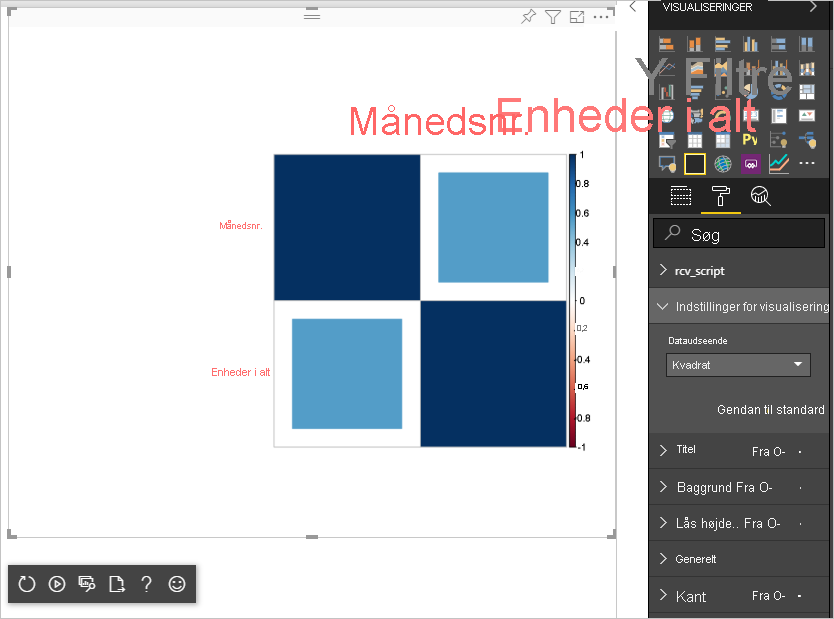 VISUALISERINGER
Y Filtre
Månedsnr.
Enheder i alt
Py
1
0.8
0.6
0.4
0
0,2
-0.4
0,6
-0.8
-1
Månedsnr.
Enheder i alt
Søg
rcv_script
Indstillinger for visualisering
Dataudseende
Kvadrat
Gendan til standard
Titel Fra O-
Baggrund Fra O-
Lås højde.. Fra O-
Generelt
Kant Fra O-